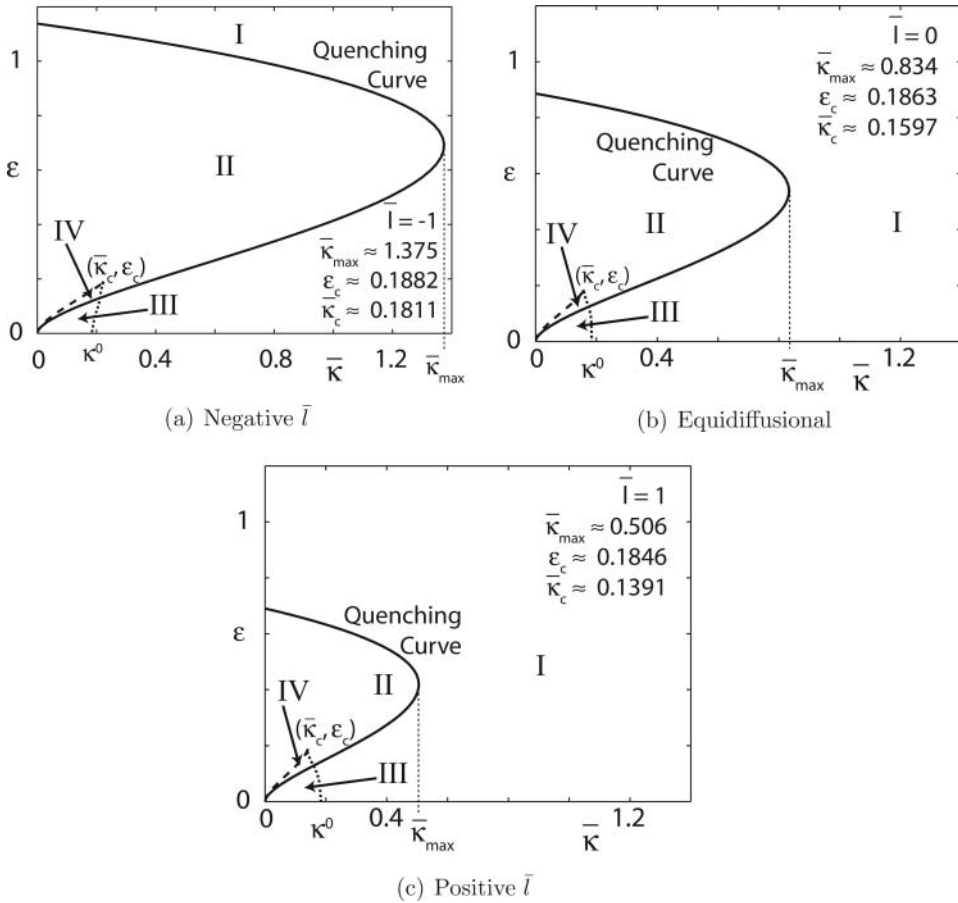 I
1
Quenching
Curve
ε
II
l̄ = -1
κ̄max ≈ 1.375
εc ≈ 0.1882
κ̄c ≈ 0.1811
IV
(κ̄c, εc)
III
0
0 κ⁰ 0.4 0.8 κ̄ 1.2 κ̄max
(a) Negative l̄
l̄ = 0
κ̄max ≈ 0.834
εc ≈ 0.1863
κ̄c ≈ 0.1597
1
Quenching
Curve
ε
II
I
IV
(κ̄c, εc)
III
0
0 κ⁰ 0.4 κ̄max κ̄ 1.2
(b) Equidiffusional
l̄ = 1
κ̄max ≈ 0.506
εc ≈ 0.1846
κ̄c ≈ 0.1391
1
Quenching
Curve
ε
I
II
IV
(κ̄c, εc)
III
0
0 κ⁰ 0.4 κ̄max κ̄ 1.2
(c) Positive l̄